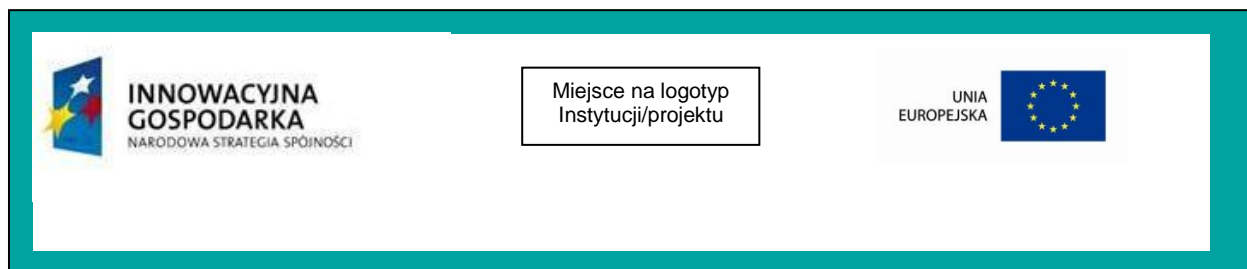 INNOWACYJNA
GOSPODARKA
NARODOWA STRATEGIA SPÓJNOŚCI
Miejsce na logotyp
Instytucji/projektu
UNIA
EUROPEJSKA